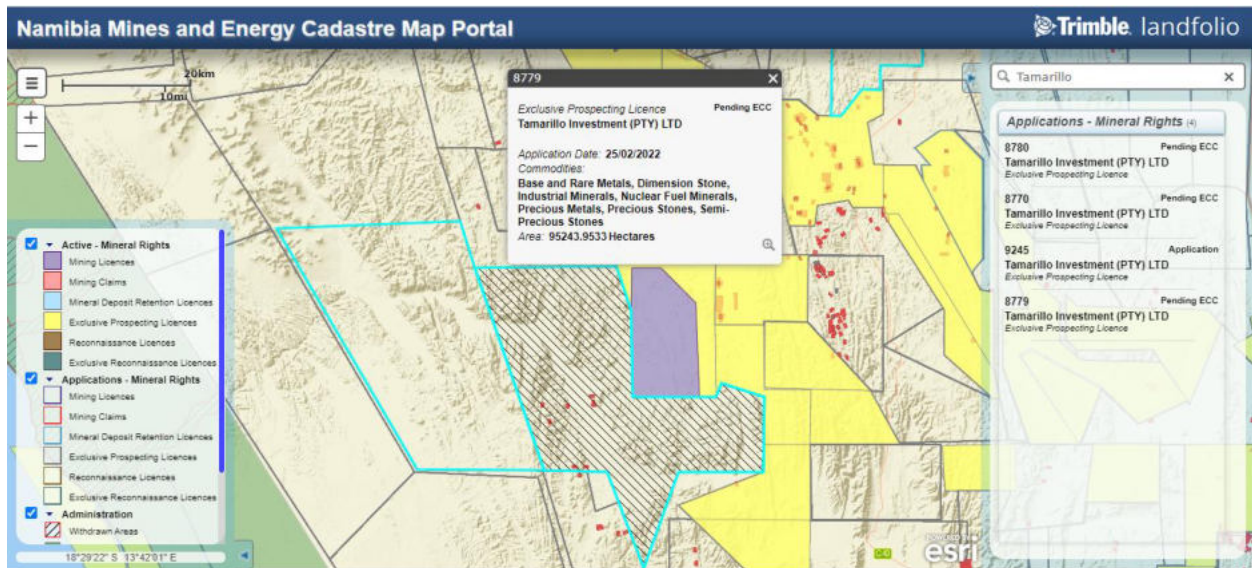 Namibia Mines and Energy Cadastre Map Portal
Trimble. landfolio
20km
10mi
+
−
8779
Exclusive Prospecting Licence Pending ECC
Tamarillo Investment (PTY) LTD
Application Date: 25/02/2022
Commodities:
Base and Rare Metals, Dimension Stone,
Industrial Minerals, Nuclear Fuel Minerals,
Precious Metals, Precious Stones, Semi-
Precious Stones
Area: 95243.9533 Hectares
Tamarillo
Applications - Mineral Rights (4)
8780 Pending ECC
Tamarillo Investment (PTY) LTD
Exclusive Prospecting Licence
8770 Pending ECC
Tamarillo Investment (PTY) LTD
Exclusive Prospecting Licence
9245 Application
Tamarillo Investment (PTY) LTD
Exclusive Prospecting Licence
8779 Pending ECC
Tamarillo Investment (PTY) LTD
Exclusive Prospecting Licence
Active - Mineral Rights
Mining Licences
Mining Claims
Mineral Deposit Retention Licences
Exclusive Prospecting Licences
Reconnaissance Licences
Exclusive Reconnaissance Licences
Applications - Mineral Rights
Mining Licences
Mining Claims
Mineral Deposit Retention Licences
Exclusive Prospecting Licences
Reconnaissance Licences
Exclusive Reconnaissance Licences
Administration
Withdrawn Areas
18°29'22" S 13°42'01" E
POWERED BY
esri